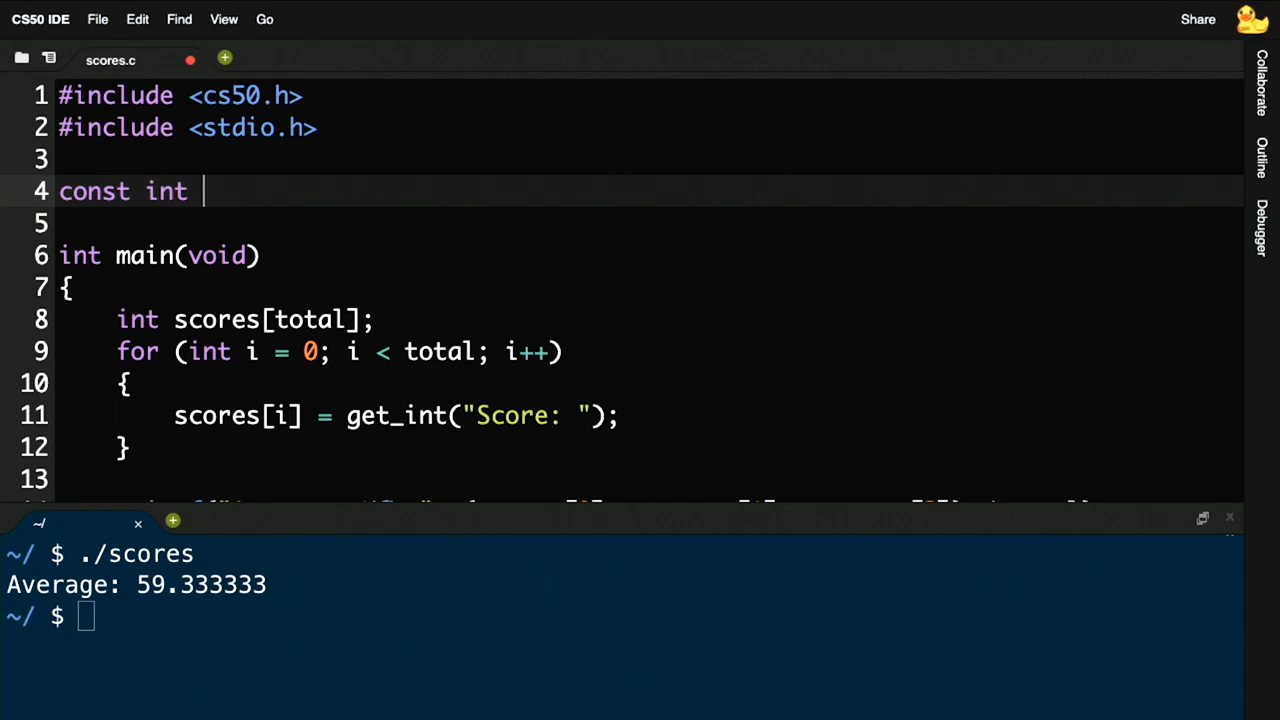 CS50 IDE File Edit Find View Go Share
scores.c
1 #include <cs50.h>
2 #include <stdio.h>
3
4 const int
5
6 int main(void)
7 {
8     int scores[total];
9     for (int i = 0; i < total; i++)
10     {
11         scores[i] = get_int("Score: ");
12     }
13
~/
~/ $ ./scores
Average: 59.333333
~/ $
Collaborate
Outline
Debugger